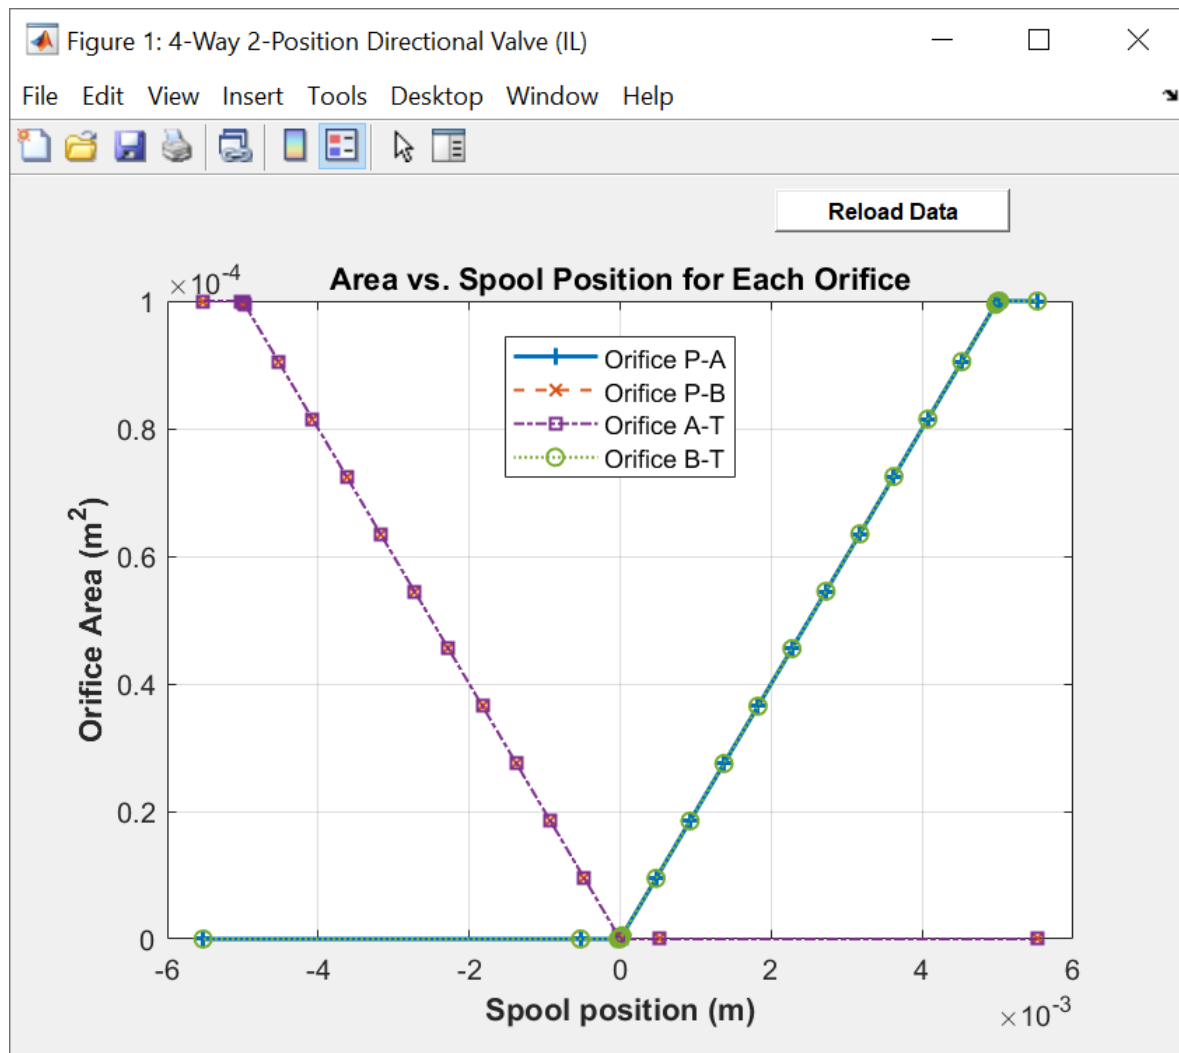 Figure 1: 4-Way 2-Position Directional Valve (IL)
File Edit View Insert Tools Desktop Window Help
Reload Data
×10^-4
Area vs. Spool Position for Each Orifice
1
0.8
0.6
0.4
0.2
0
Orifice Area (m^2)
Orifice P-A
Orifice P-B
Orifice A-T
Orifice B-T
-6 -4 -2 0 2 4 6
Spool position (m)
×10^-3